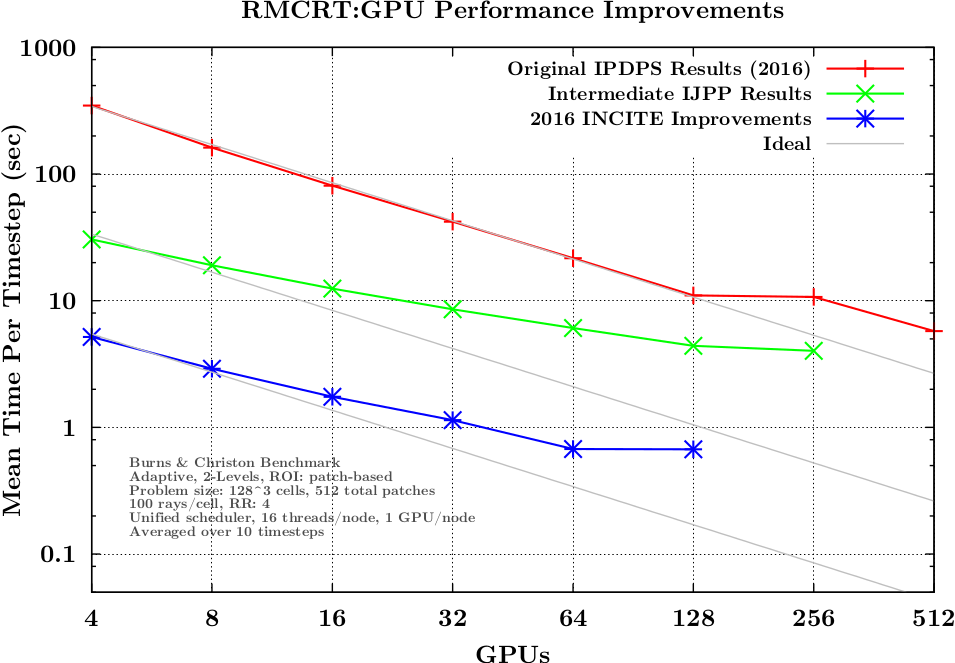 RMCRT:GPU Performance Improvements
Mean Time Per Timestep (sec)
1000
100
10
1
0.1
Original IPDPS Results (2016)
Intermediate IJPP Results
2016 INCITE Improvements
Ideal
Burns & Christon Benchmark
Adaptive, 2-Levels, ROI: patch-based
Problem size: 128^3 cells, 512 total patches
100 rays/cell, RR: 4
Unified scheduler, 16 threads/node, 1 GPU/node
Averaged over 10 timesteps
4 8 16 32 64 128 256 512
GPUs